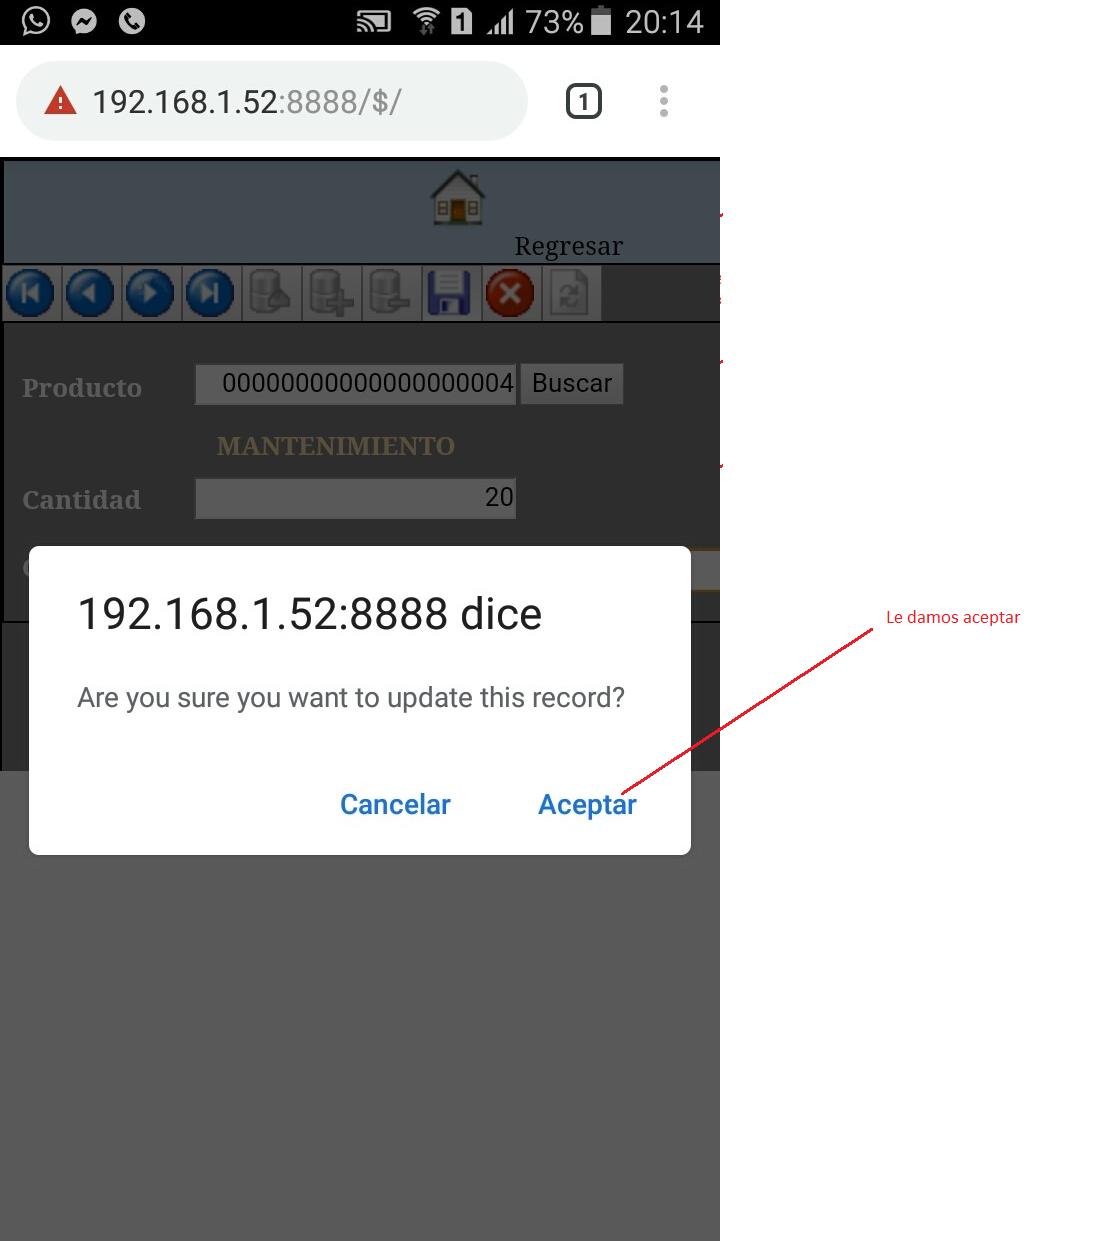 73% 20:14
192.168.1.52:8888/$/
1
Regresar
Producto 00000000000000000004 Buscar
MANTENIMIENTO
Cantidad 20
192.168.1.52:8888 dice
Are you sure you want to update this record?
Le damos aceptar
Cancelar Aceptar